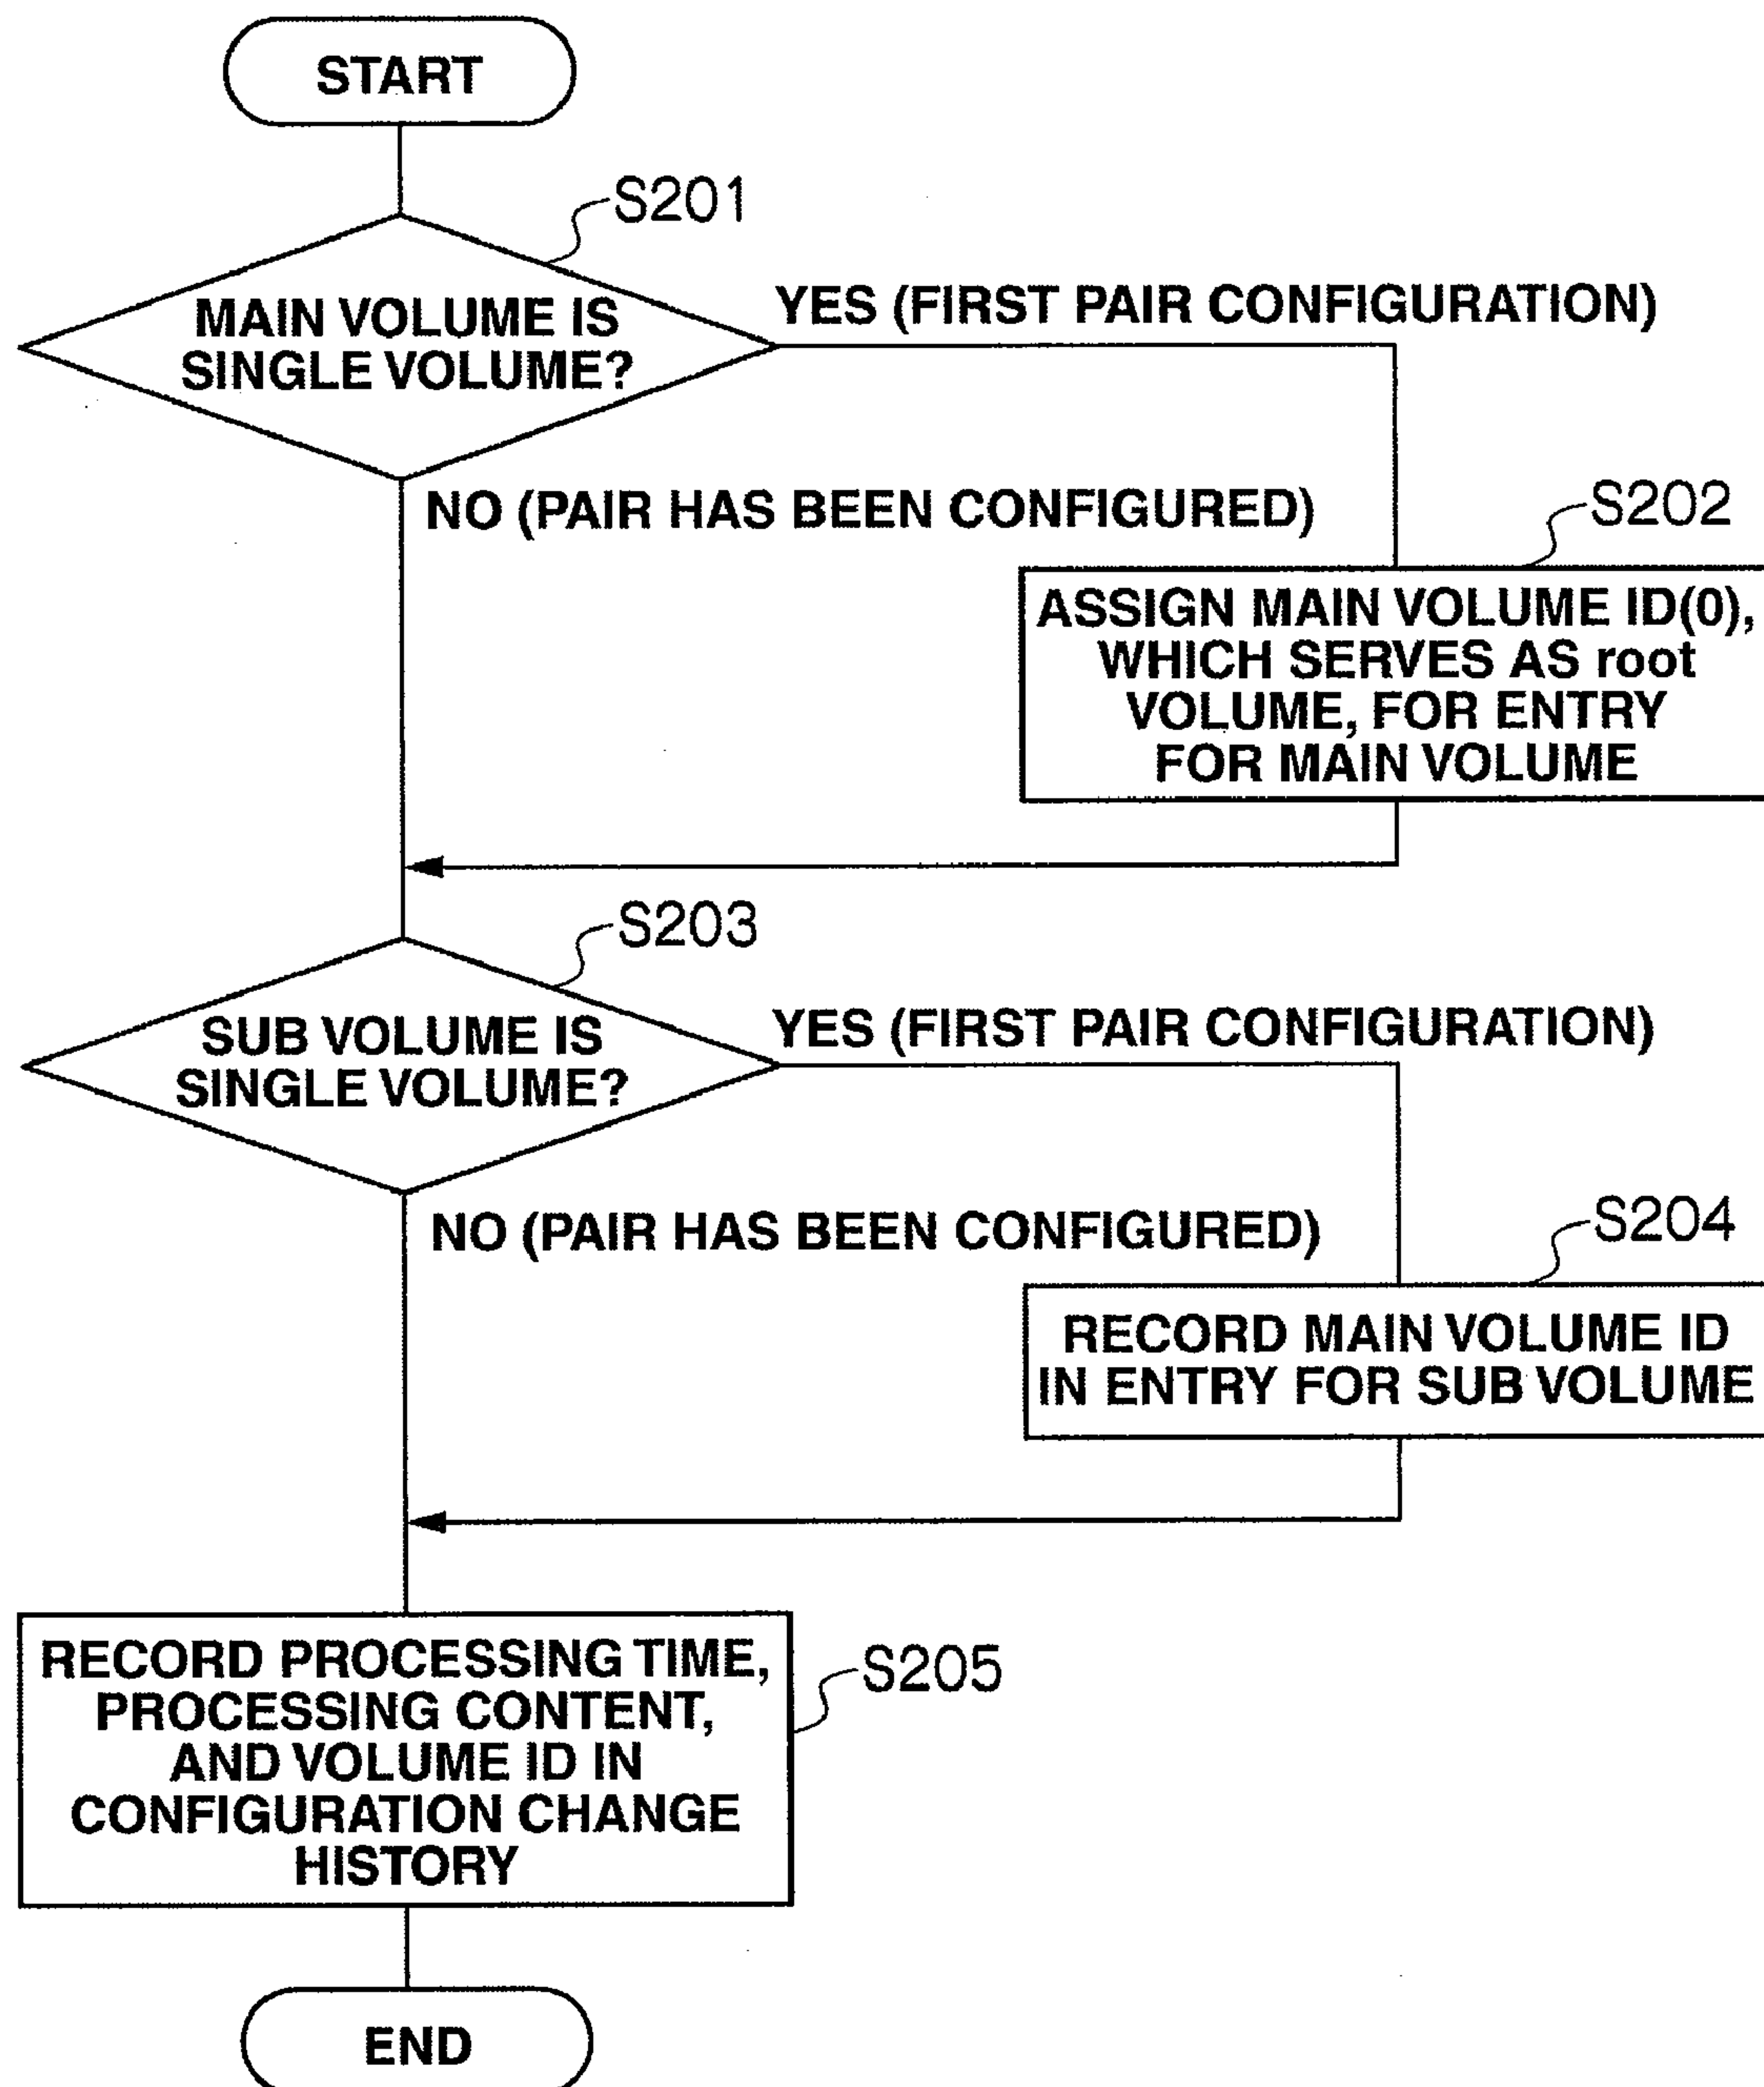 START
S201
MAIN VOLUME IS
SINGLE VOLUME?
YES (FIRST PAIR CONFIGURATION)
NO (PAIR HAS BEEN CONFIGURED)
S202
ASSIGN MAIN VOLUME ID(0),
WHICH SERVES AS root
VOLUME, FOR ENTRY
FOR MAIN VOLUME
S203
SUB VOLUME IS
SINGLE VOLUME?
YES (FIRST PAIR CONFIGURATION)
NO (PAIR HAS BEEN CONFIGURED)
S204
RECORD MAIN VOLUME ID
IN ENTRY FOR SUB VOLUME
RECORD PROCESSING TIME,
PROCESSING CONTENT,
AND VOLUME ID IN
CONFIGURATION CHANGE
HISTORY
S205
END